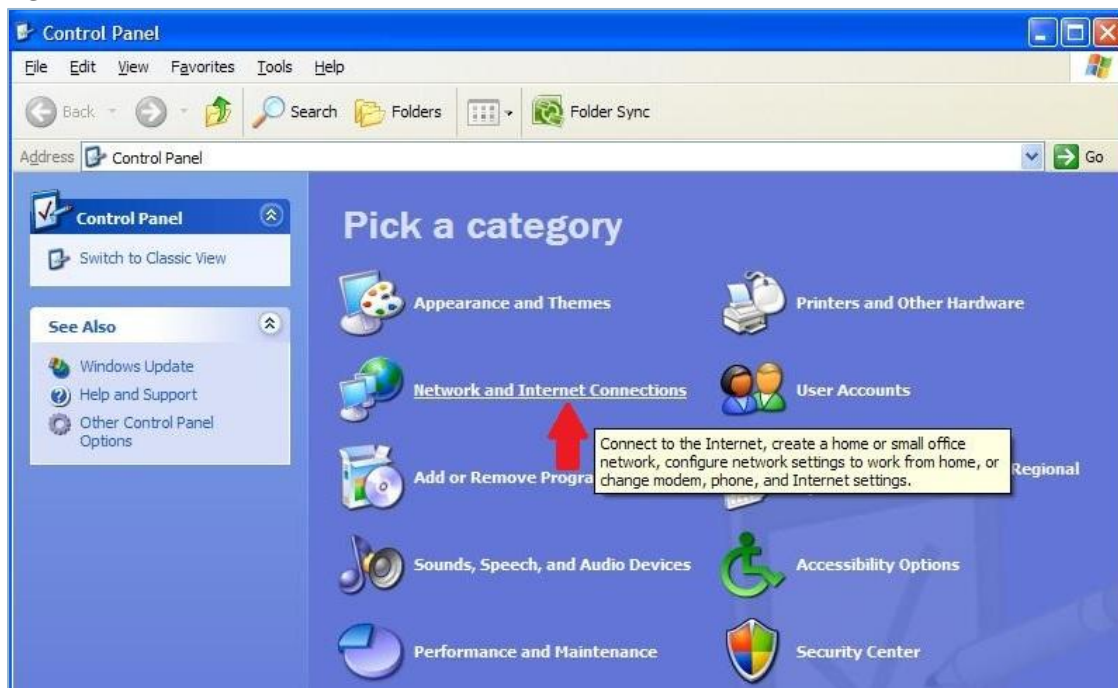 Control Panel
File Edit View Favorites Tools Help
Back Search Folders Folder Sync
Address Control Panel Go
Control Panel
Switch to Classic View
See Also
Windows Update
Help and Support
Other Control Panel
Options
Pick a category
Appearance and Themes
Printers and Other Hardware
Network and Internet Connections
User Accounts
Connect to the Internet, create a home or small office
network, configure network settings to work from home, or
change modem, phone, and Internet settings.
Add or Remove
Regional
Sounds, Speech, and Audio Devices
Accessibility Options
Performance and Maintenance
Security Center